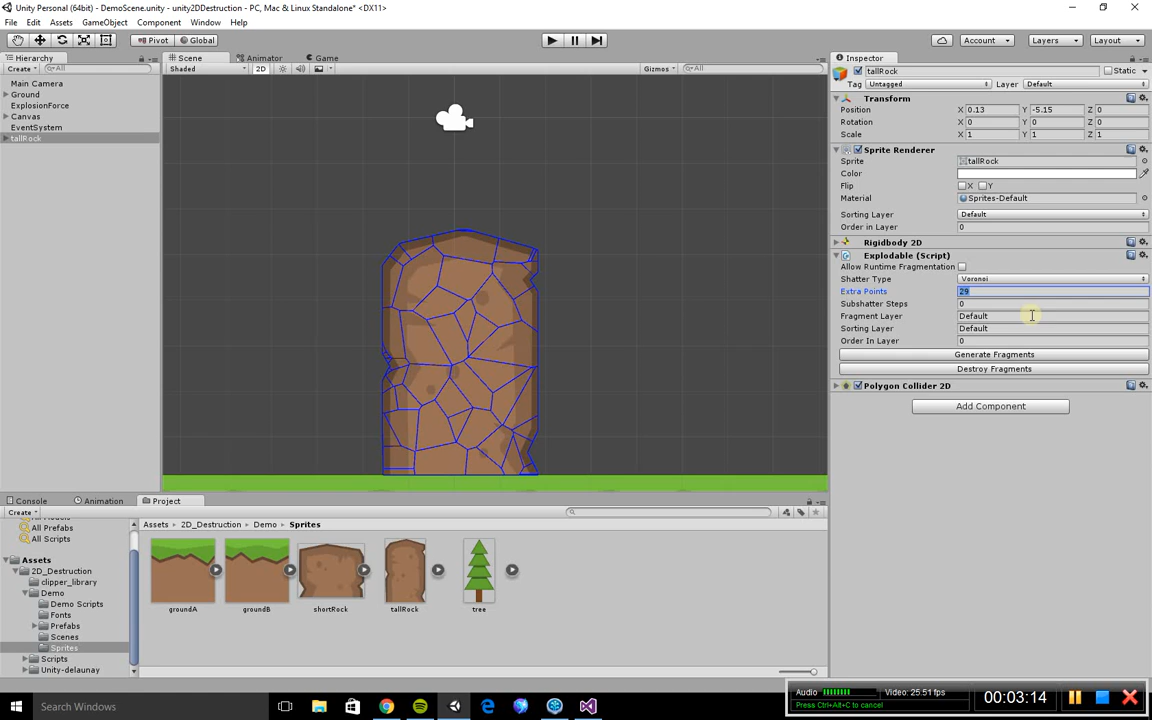 Unity Personal (64bit) - DemoScene.unity - unity2DDestruction - PC, Mac & Linux Standalone* <DX11>
File Edit Assets GameObject Component Window Help
Pivot Global Account Layers Layout
Hierarchy Scene Animator Game Inspector
Create All Shaded 2D Gizmos All
Main Camera
Ground
ExplosionForce
Canvas
EventSystem
tallRock
tallRock Static
Tag Untagged Layer Default
Transform
Position X 0.13 Y -5.15 Z 0
Rotation X 0 Y 0 Z 0
Scale X 1 Y 1 Z 1
Sprite Renderer
Sprite tallRock
Color
Flip X Y
Material Sprites-Default
Sorting Layer Default
Order in Layer 0
Rigidbody 2D
Explodable (Script)
Allow Runtime Fragmentation
Shatter Type Voronoi
Extra Points 29
Subshatter Steps 0
Fragment Layer Default
Sorting Layer Default
Order In Layer 0
Generate Fragments
Destroy Fragments
Polygon Collider 2D
Add Component
Console Animation Project
Create
All Prefabs
All Scripts
Assets
2D_Destruction
clipper_library
Demo
Demo Scripts
Fonts
Prefabs
Scenes
Sprites
Scripts
Unity-delaunay
Assets 2D_Destruction Demo Sprites
groundA groundB shortRock tallRock tree
Search Windows
Audio Video: 25.51 fps
Press Ctrl+Alt+C to cancel
00:03:14